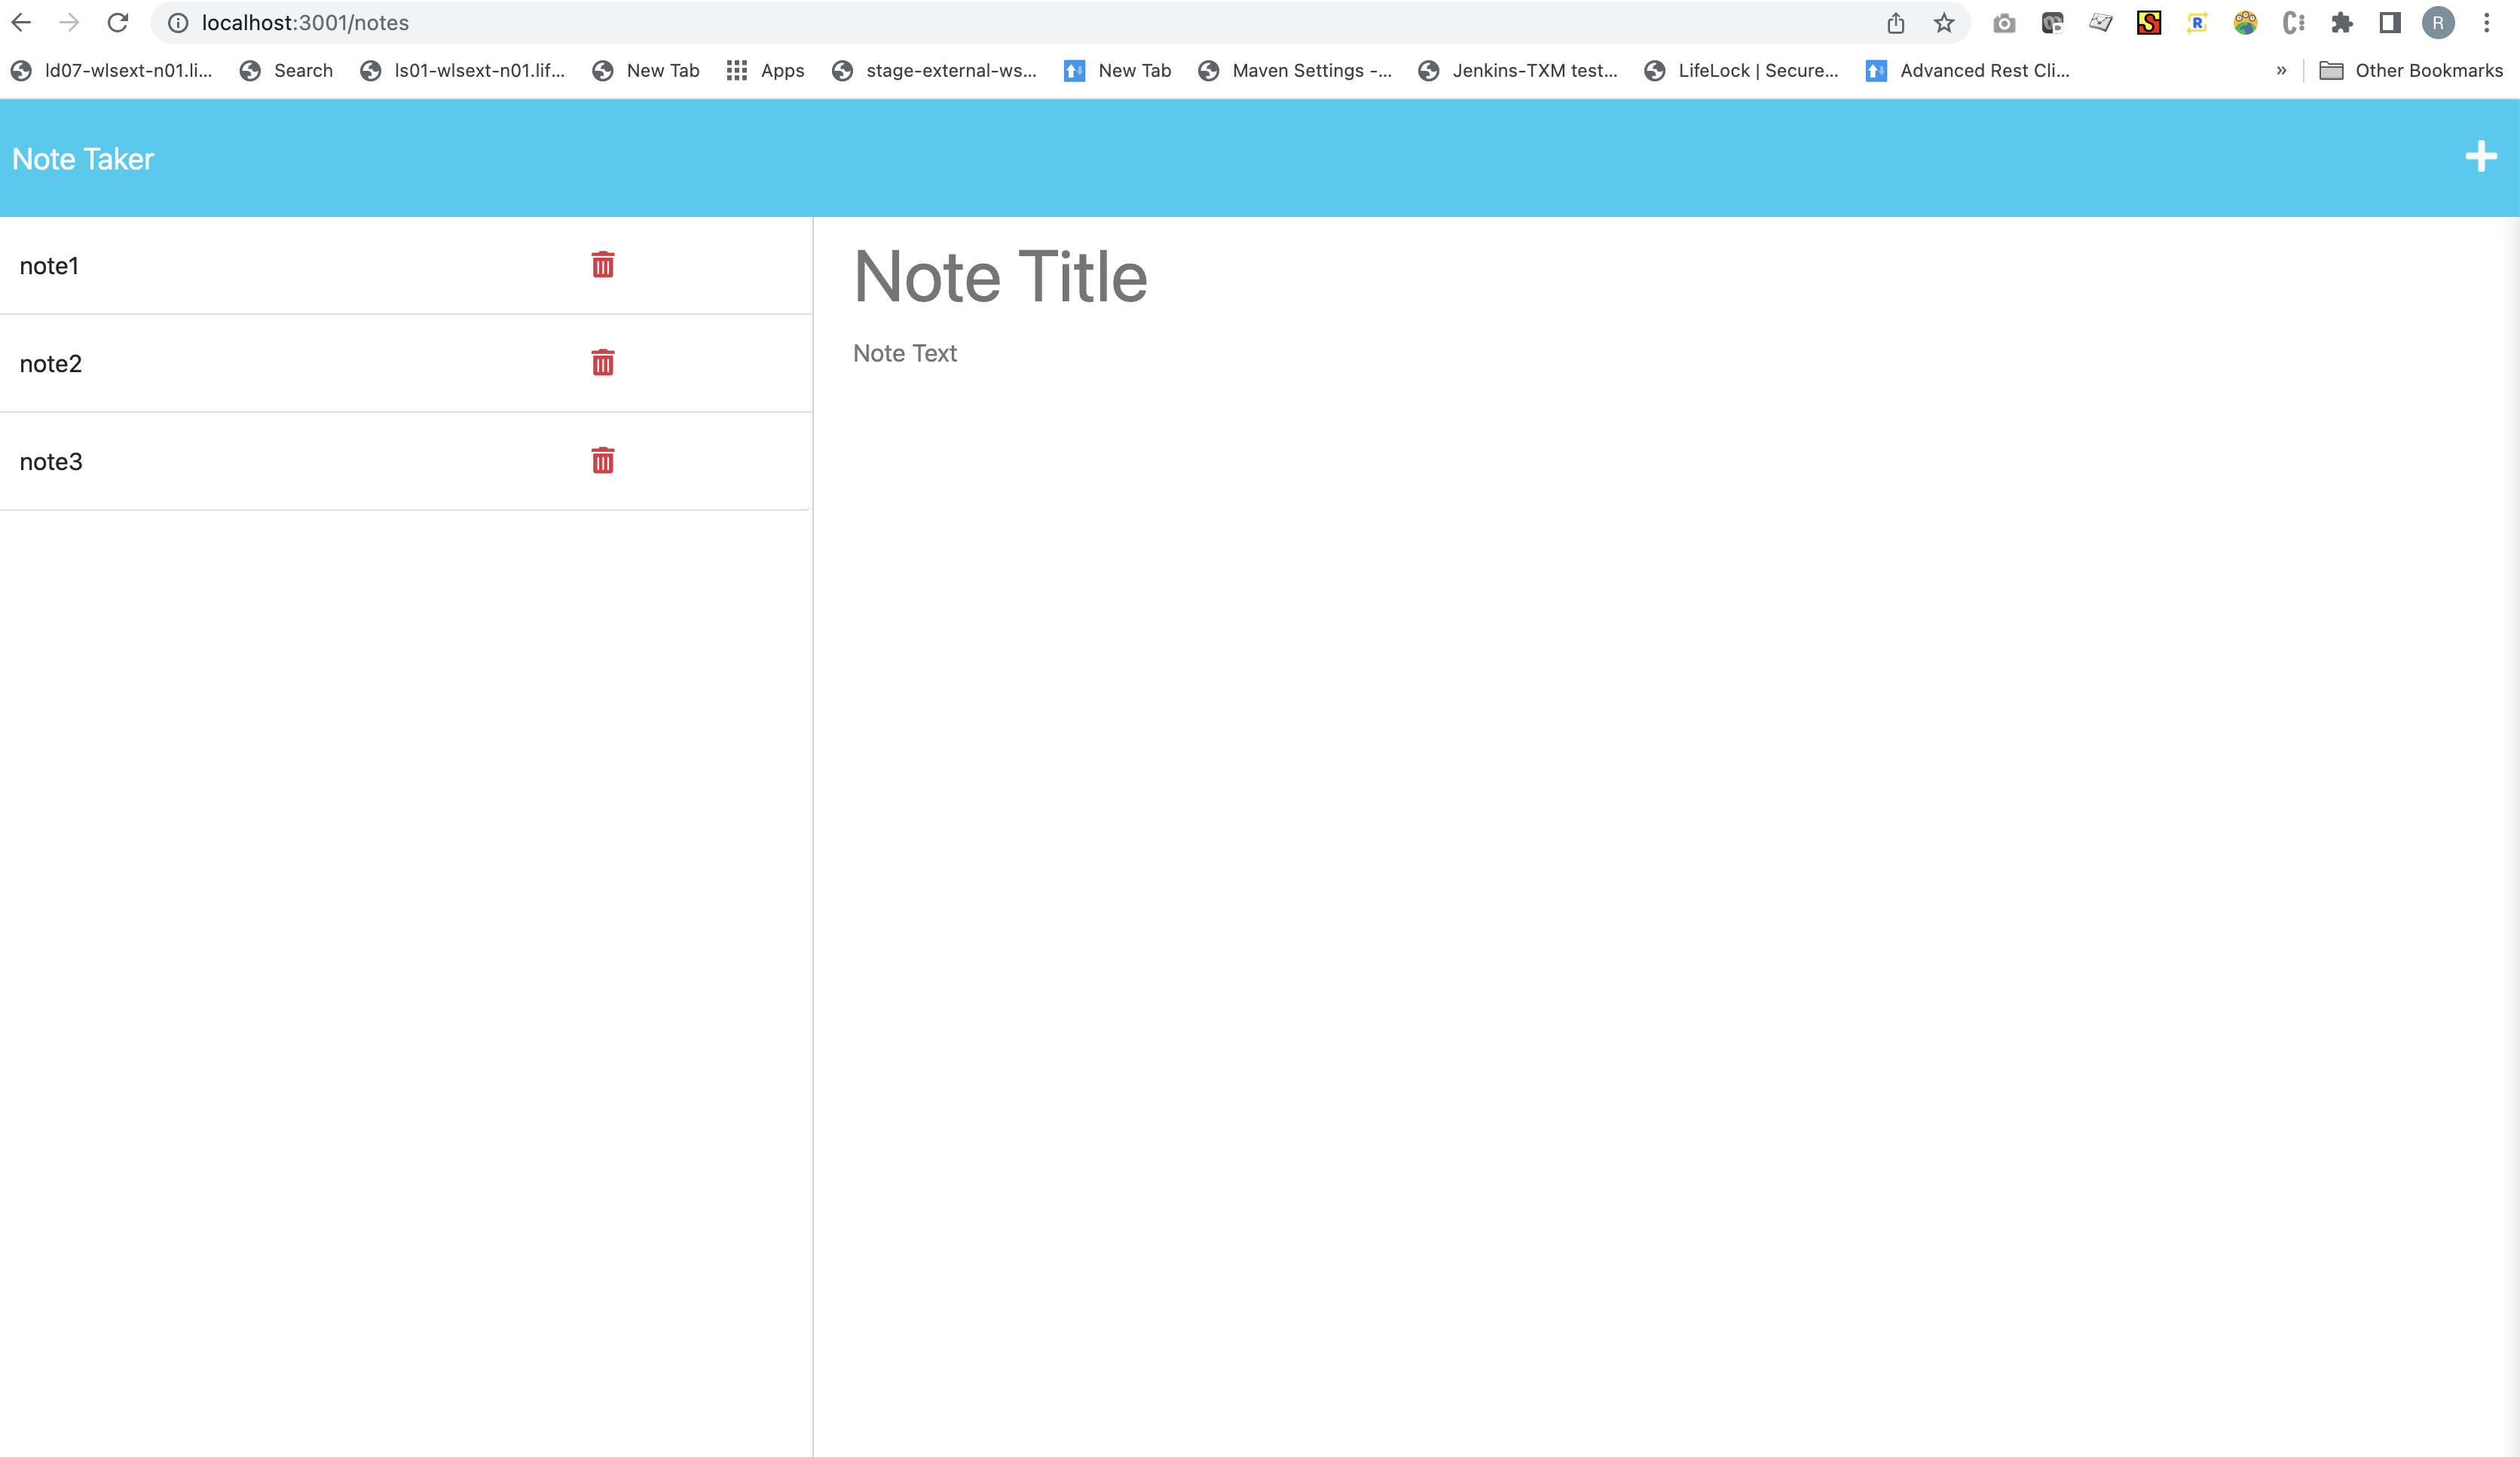 localhost:3001/notes
R
ld07-wlsext-n01.li... Search ls01-wlsext-n01.lif... New Tab Apps stage-external-ws... New Tab Maven Settings -... Jenkins-TXM test... LifeLock | Secure... Advanced Rest Cli... » Other Bookmarks
Note Taker
note1
note2
note3
Note Title
Note Text